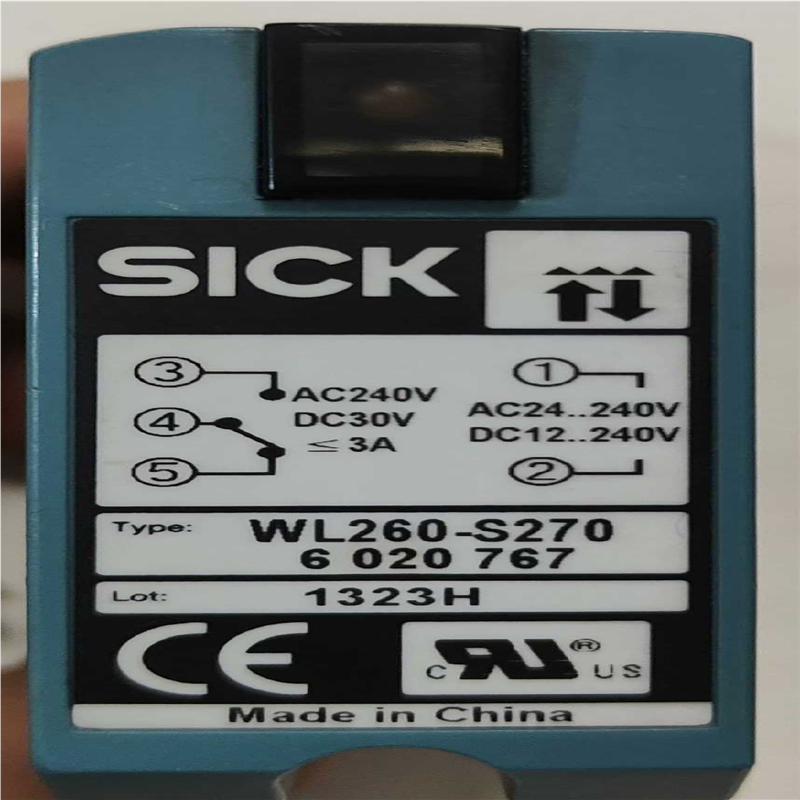 SICK
3 AC240V 1
4 DC30V AC24..240V
≤ 3A DC12..240V
5 2
Type: WL260-S270
6 020 767
Lot: 1323H
CE
C RU® US
Made in China